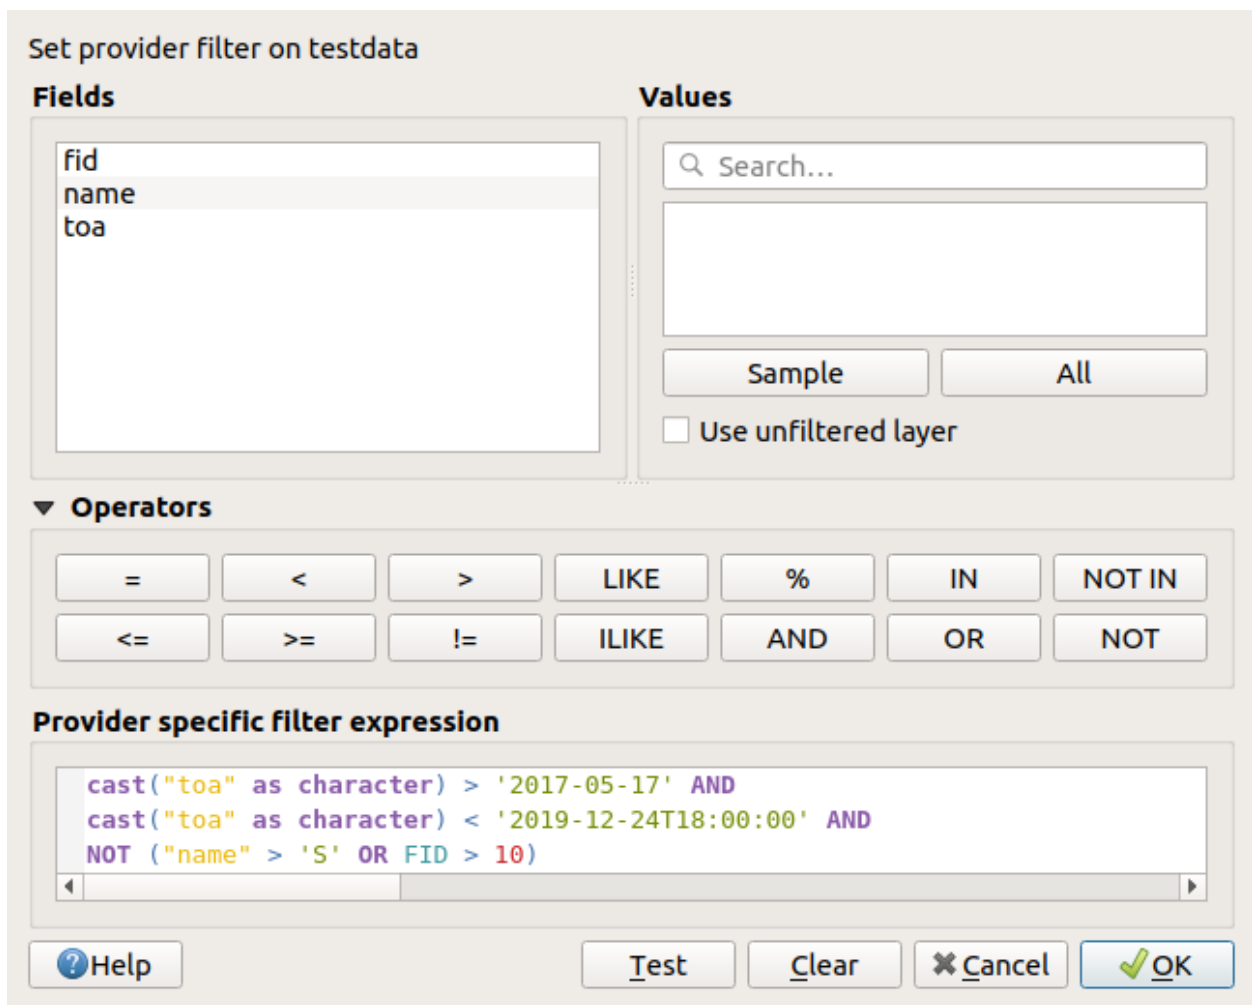 Set provider filter on testdata
Fields
Values
fid
name
toa
Search...
Sample
All
Use unfiltered layer
Operators
= < > LIKE % IN NOT IN
<= >= != ILIKE AND OR NOT
Provider specific filter expression
cast("toa" as character) > '2017-05-17' AND
cast("toa" as character) < '2019-12-24T18:00:00' AND
NOT ("name" > 'S' OR FID > 10)
Help Test Clear Cancel OK